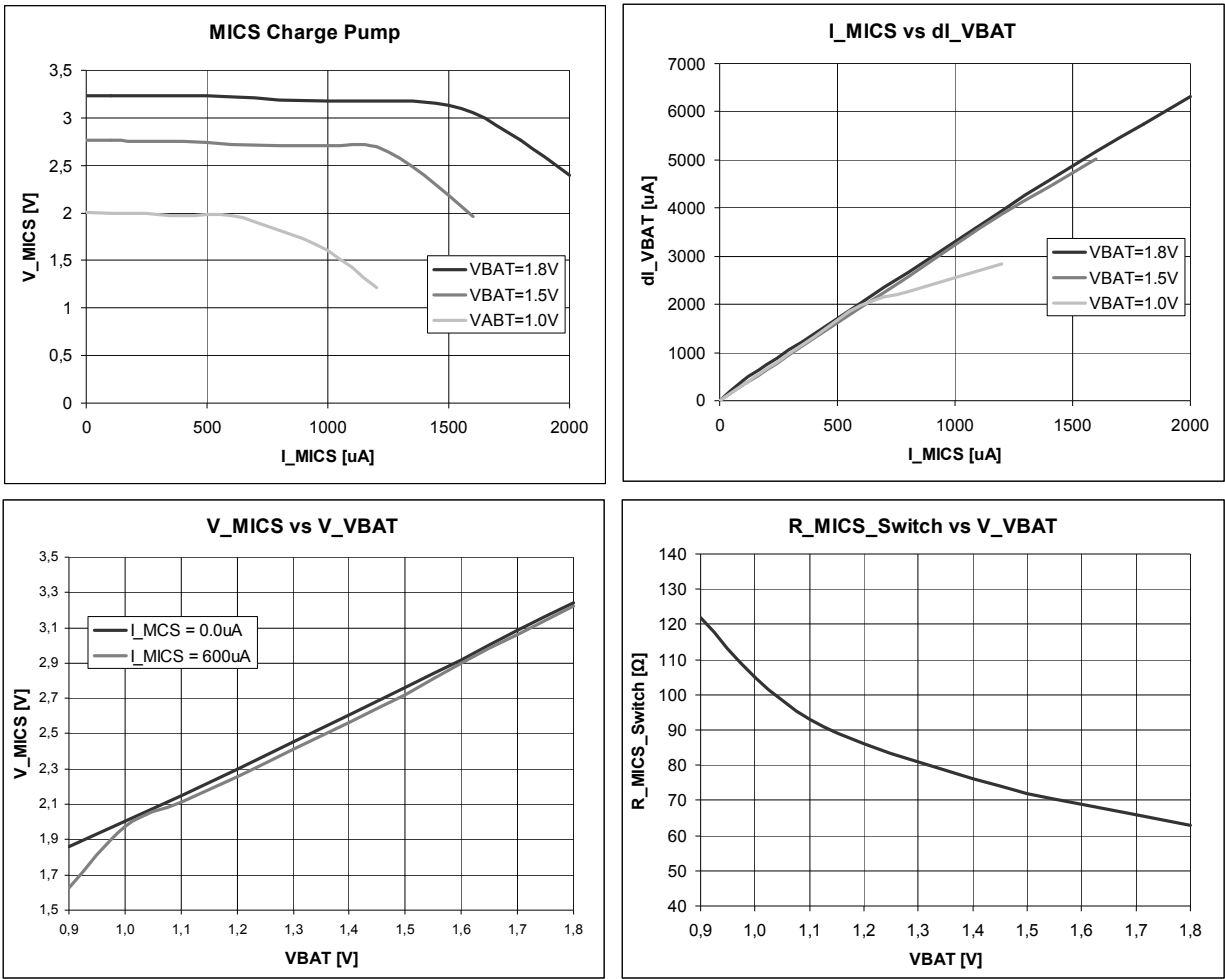 MICS Charge Pump
3,5
3
2,5
2
1,5
1
0,5
0
V_MICS [V]
VBAT=1.8V
VBAT=1.5V
VABT=1.0V
0 500 1000 1500 2000
I_MICS [uA]
I_MICS vs dI_VBAT
7000
6000
5000
4000
3000
2000
1000
0
dI_VBAT [uA]
VBAT=1.8V
VBAT=1.5V
VBAT=1.0V
0 500 1000 1500 2000
I_MICS [uA]
V_MICS vs V_VBAT
3,5
3,3
3,1
2,9
2,7
2,5
2,3
2,1
1,9
1,7
1,5
V_MICS [V]
I_MCS = 0.0uA
I_MICS = 600uA
0,9 1,0 1,1 1,2 1,3 1,4 1,5 1,6 1,7 1,8
VBAT [V]
R_MICS_Switch vs V_VBAT
140
130
120
110
100
90
80
70
60
50
40
R_MICS_Switch [Ω]
0,9 1,0 1,1 1,2 1,3 1,4 1,5 1,6 1,7 1,8
VBAT [V]